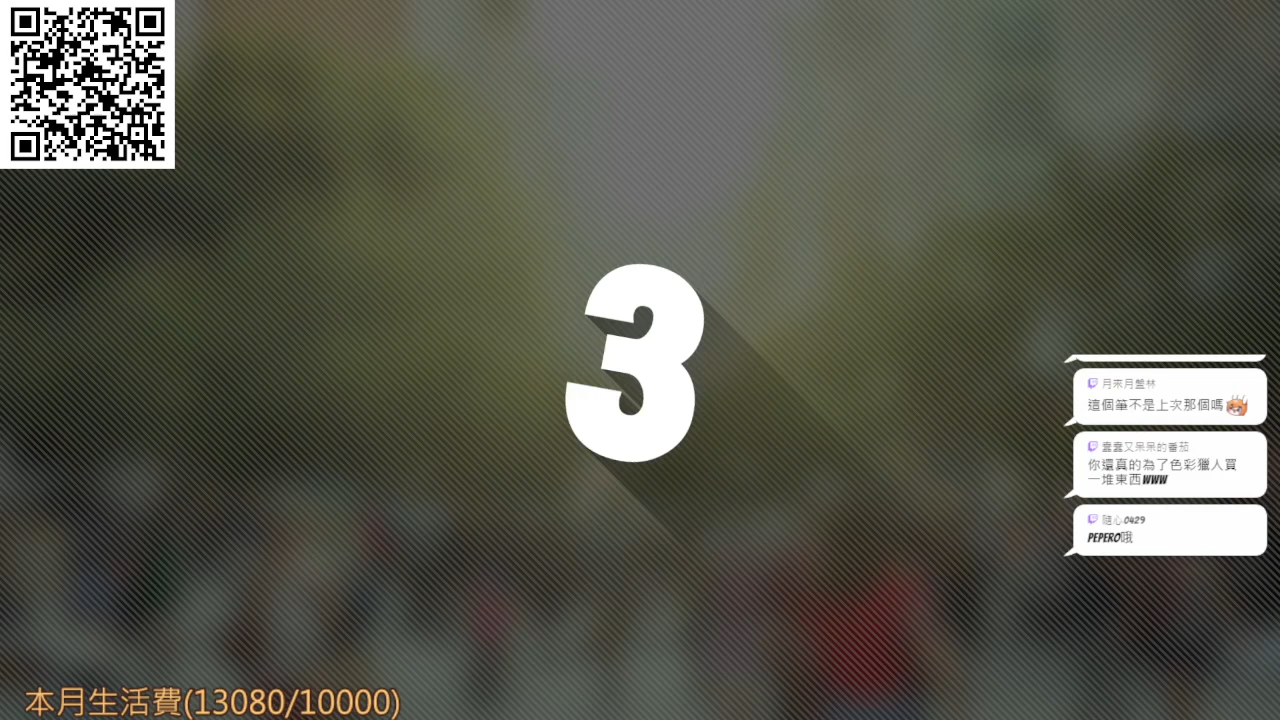 3
月來月盤林
這個筆不是上次那個嗎
蠢蠢又呆呆的番茄
你還真的為了色彩獵人買
一堆東西WWW
隨心0429
PEPERO哦
本月生活費(13080/10000)